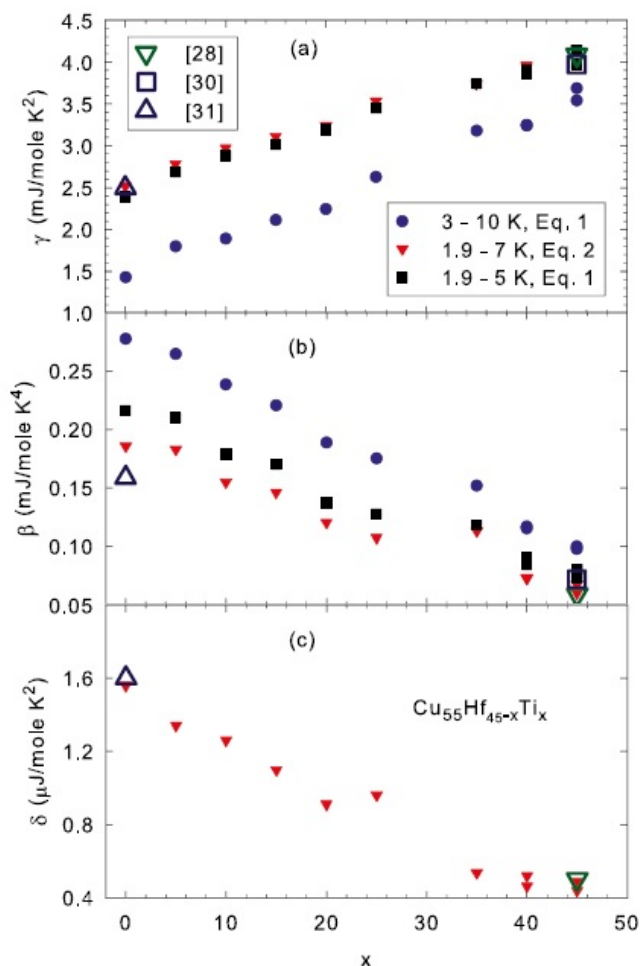 4.5
4.0
3.5
3.0
2.5
2.0
1.5
1.0
γ (mJ/mole K²)
(a)
[28]
[30]
[31]
3 – 10 K, Eq. 1
1.9 – 7 K, Eq. 2
1.9 – 5 K, Eq. 1
(b)
0.25
0.20
0.15
0.10
0.05
β (mJ/mole K⁴)
(c)
1.6
1.2
0.8
0.4
δ (μJ/mole K²)
Cu₅₅Hf₄₅₋ₓTiₓ
0 10 20 30 40 50
x